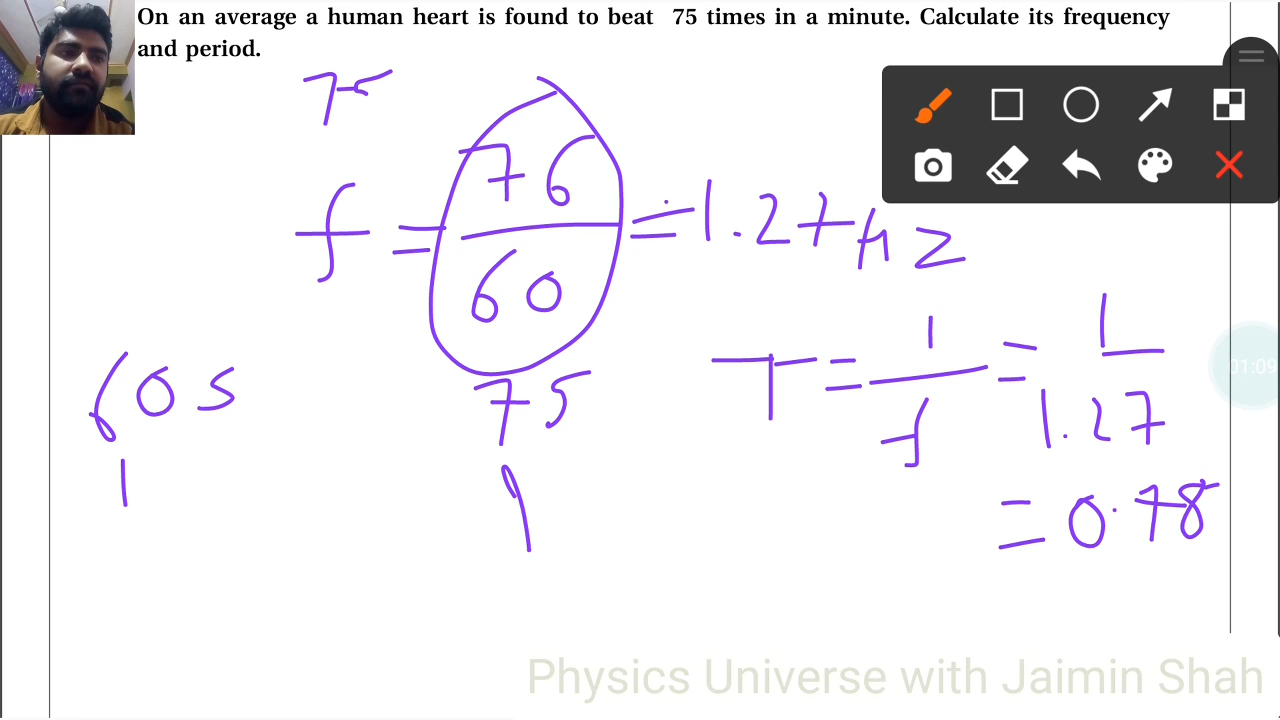 On an average a human heart is found to beat 75 times in a minute. Calculate its frequency
and period.
75
f = 76/60 = 1.27 Hz
60 s
75
1
T = 1/f = 1/1.27
= 0.78
01:09
Physics Universe with Jaimin Shah